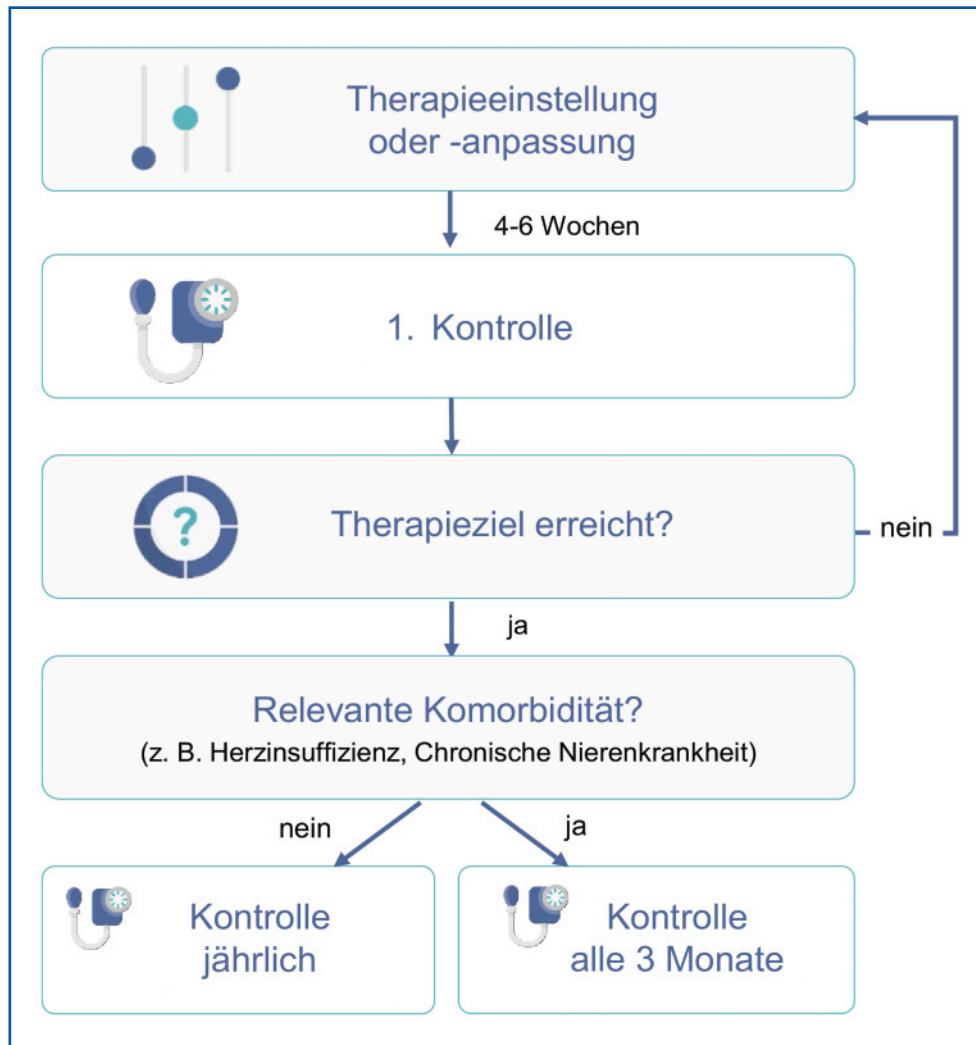 Therapieeinstellung
oder -anpassung
4-6 Wochen
1. Kontrolle
?
Therapieziel erreicht?
nein
ja
Relevante Komorbidität?
(z. B. Herzinsuffizienz, Chronische Nierenkrankheit)
nein
ja
Kontrolle
jährlich
Kontrolle
alle 3 Monate